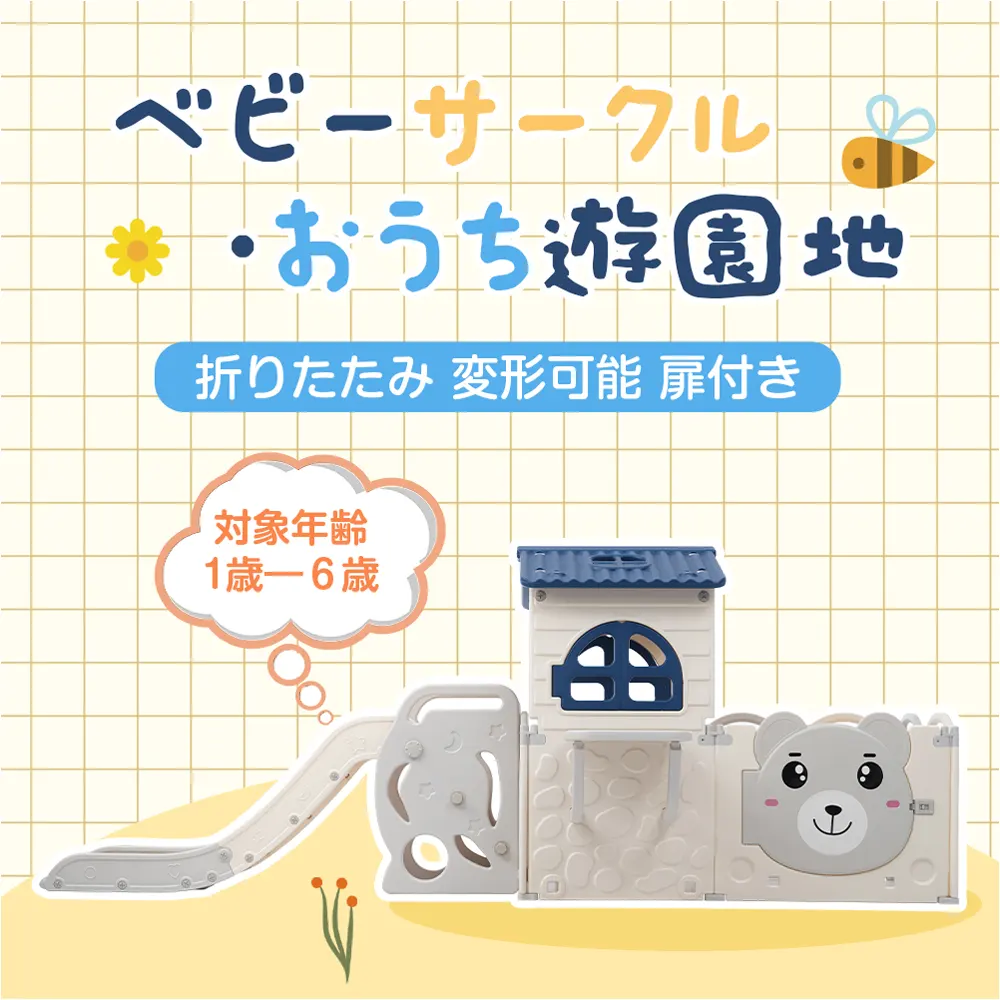 ベビーサークル
・おうち遊園地
折りたたみ 変形可能 扉付き
対象年齢
1歳―6歳